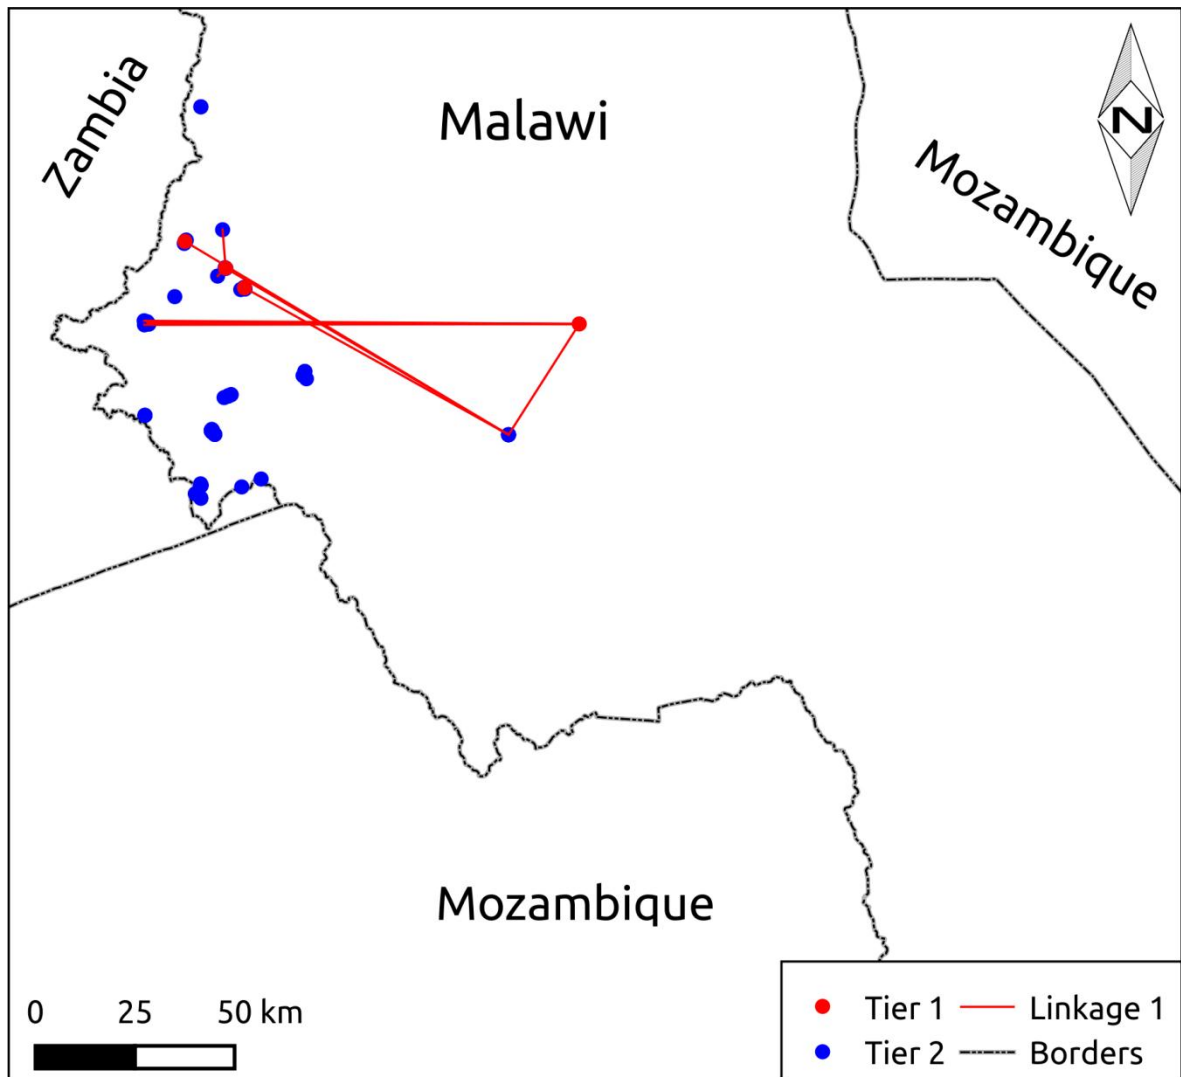 Zambia
Malawi
N
Mozambique
Mozambique
0 25 50 km
Tier 1 Linkage 1
Tier 2 Borders